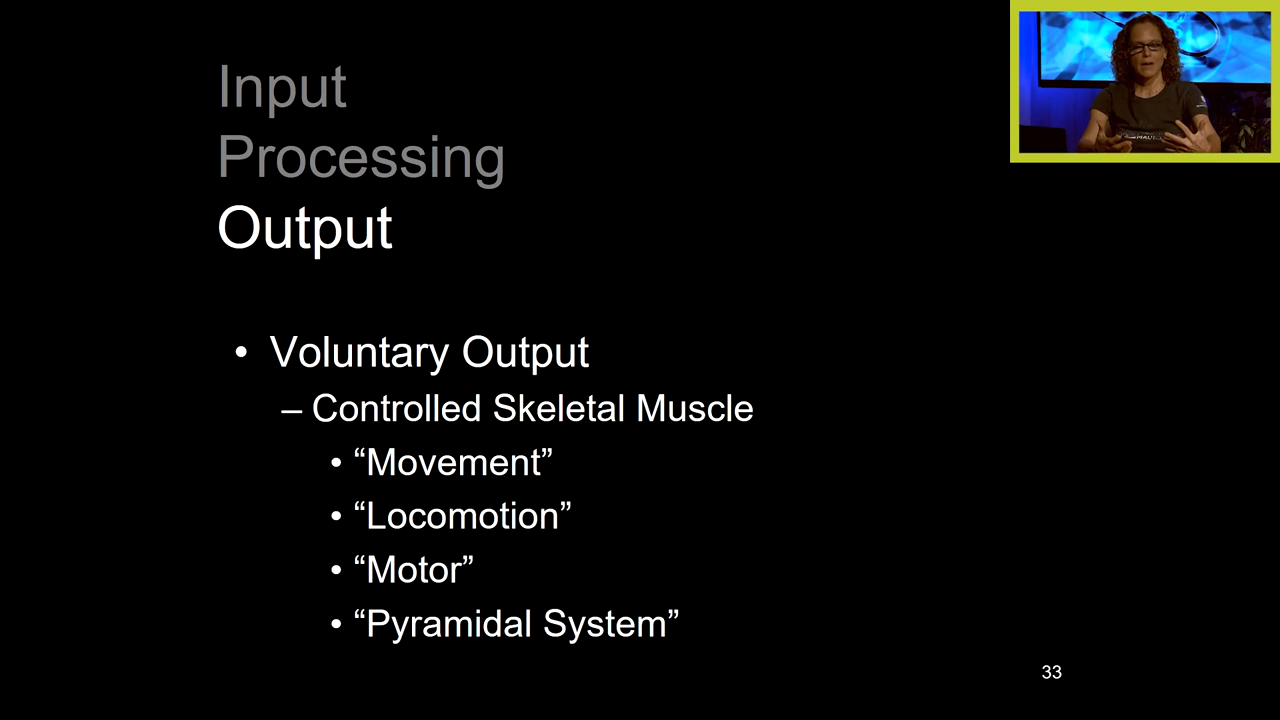 Input
Processing
Output
• Voluntary Output
– Controlled Skeletal Muscle
• “Movement”
• “Locomotion”
• “Motor”
• “Pyramidal System”
33